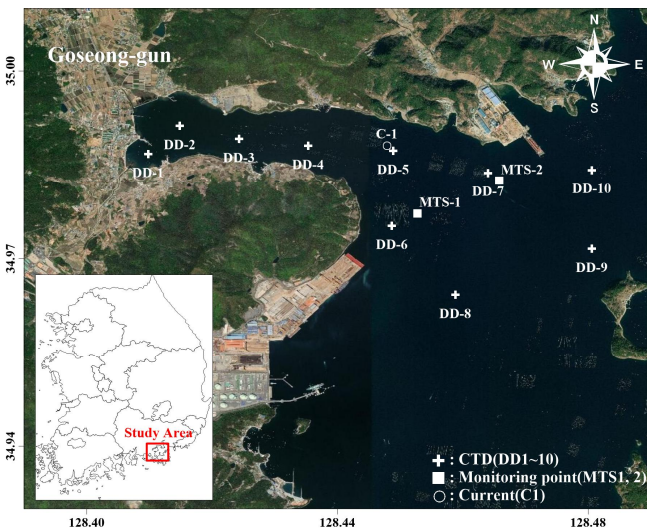 Goseong-gun
N
W
E
S
35.00
34.97
34.94
DD-1
DD-2
DD-3
DD-4
C-1
DD-5
DD-6
MTS-1
DD-7
MTS-2
DD-8
DD-9
DD-10
Study Area
: CTD(DD1~10)
: Monitoring point(MTS1, 2)
: Current(C1)
128.40
128.44
128.48